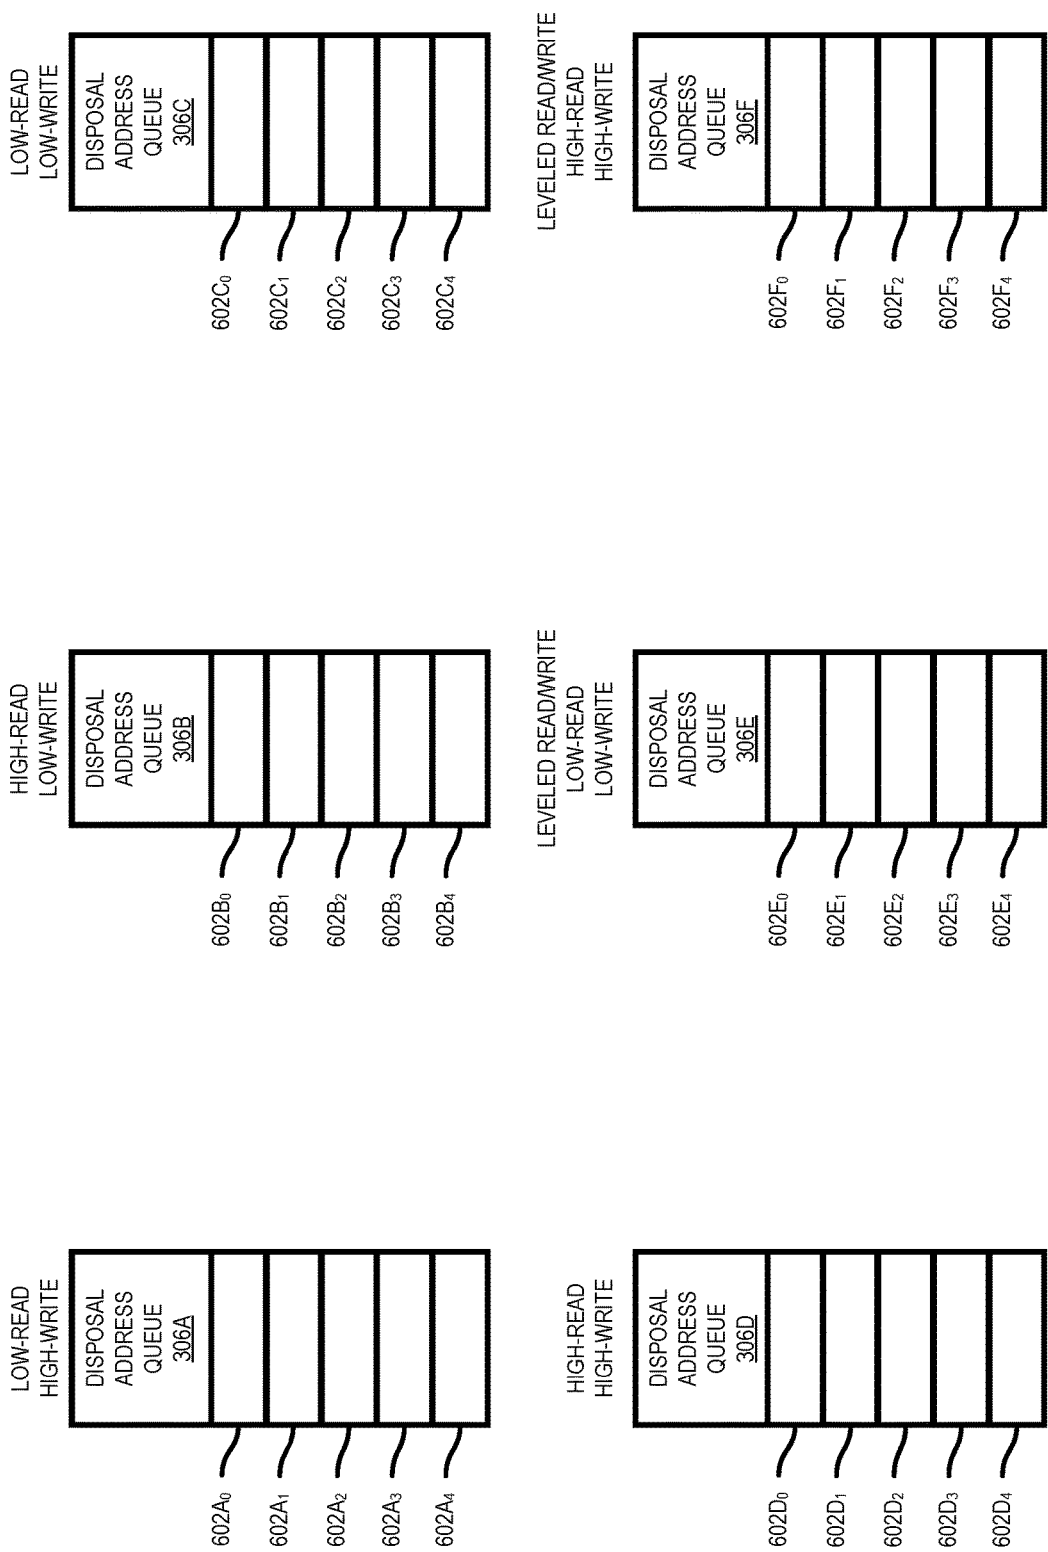 LOW-READ
HIGH-WRITE
DISPOSAL
ADDRESS
QUEUE
306A
602A0
602A1
602A2
602A3
602A4
HIGH-READ
LOW-WRITE
DISPOSAL
ADDRESS
QUEUE
306B
602B0
602B1
602B2
602B3
602B4
LOW-READ
LOW-WRITE
DISPOSAL
ADDRESS
QUEUE
306C
602C0
602C1
602C2
602C3
602C4
HIGH-READ
HIGH-WRITE
DISPOSAL
ADDRESS
QUEUE
306D
602D0
602D1
602D2
602D3
602D4
LEVELED READ/WRITE
LOW-READ
LOW-WRITE
DISPOSAL
ADDRESS
QUEUE
306E
602E0
602E1
602E2
602E3
602E4
LEVELED READ/WRITE
HIGH-READ
HIGH-WRITE
DISPOSAL
ADDRESS
QUEUE
306F
602F0
602F1
602F2
602F3
602F4